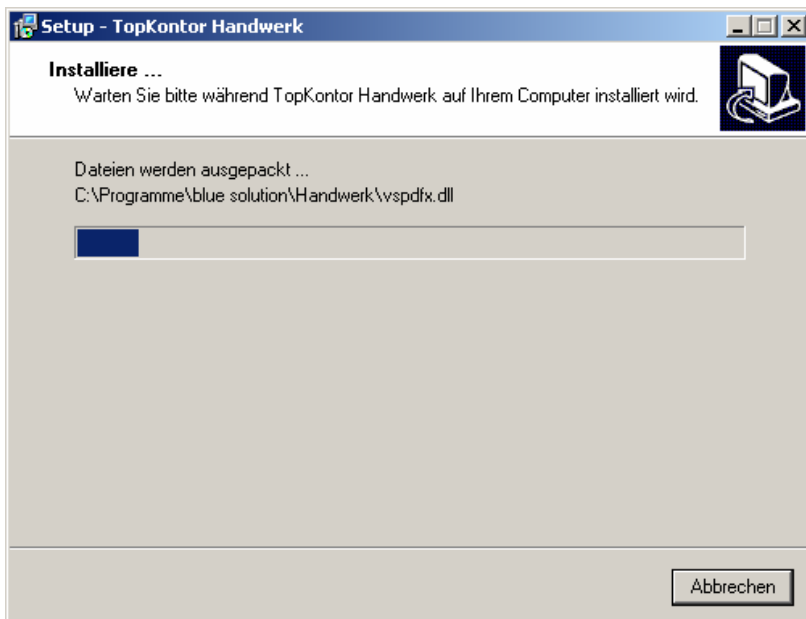 Setup - TopKontor Handwerk
Installiere ...
Warten Sie bitte während TopKontor Handwerk auf Ihrem Computer installiert wird.
Dateien werden ausgepackt ...
C:\Programme\blue solution\Handwerk\vspdfx.dll
Abbrechen